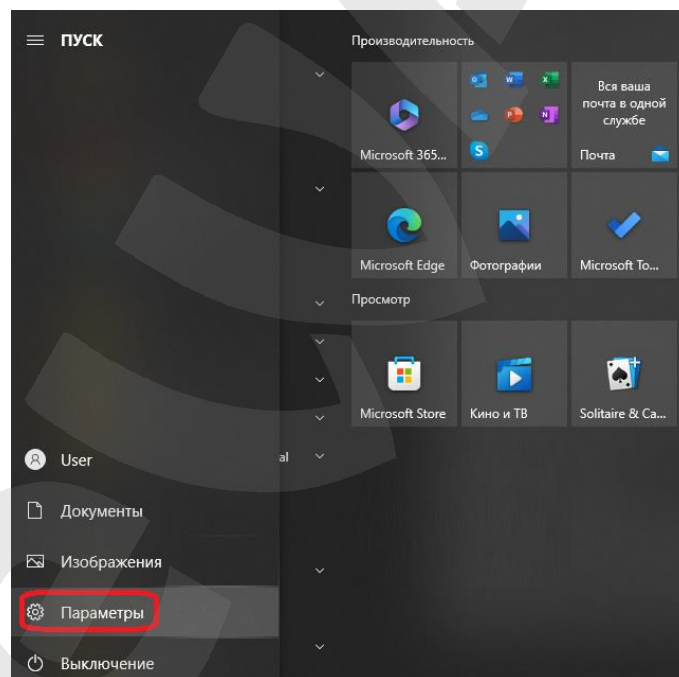 ПУСК
Производительность
Microsoft 365...
Вся ваша
почта в одной
службе
Почта
Microsoft Edge
Фотографии
Microsoft To...
Просмотр
Microsoft Store
Кино и ТВ
Solitaire & Ca...
User
al
Документы
Изображения
Параметры
Выключение